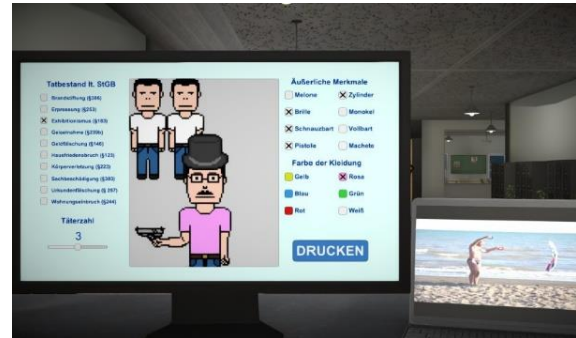 Tatbestand lt. StGB
Brandstiftung (§306)
Erpressung (§253)
Exhibitionismus (§183)
Geiselnahme (§239b)
Geldfälschung (§146)
Hausfriedensbruch (§123)
Körperverletzung (§223)
Sachbeschädigung (§303)
Urkundenfälschung (§ 267)
Wohnungseinbruch (§244)
Täterzahl
3
Äußerliche Merkmale
Melone
Zylinder
Brille
Monokel
Schnauzbart
Vollbart
Pistole
Machete
Farbe der Kleidung
Gelb
Rosa
Blau
Grün
Rot
Weiß
DRUCKEN